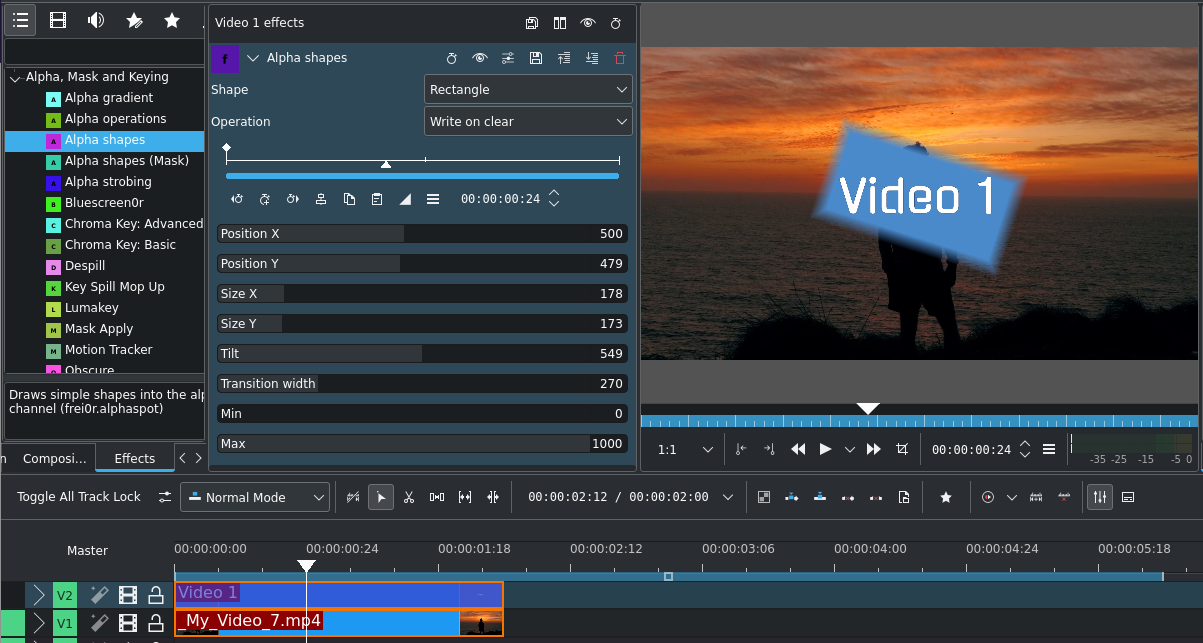 Video 1 effects
f
Alpha shapes
Shape
Rectangle
Operation
Write on clear
00:00:00:24
Position X 500
Position Y 479
Size X 178
Size Y 173
Tilt 549
Transition width 270
Min 0
Max 1000
Alpha, Mask and Keying
A Alpha gradient
A Alpha operations
A Alpha shapes
A Alpha shapes (Mask)
A Alpha strobing
B Bluescreen0r
C Chroma Key: Advanced
C Chroma Key: Basic
D Despill
K Key Spill Mop Up
L Lumakey
M Mask Apply
M Motion Tracker
Obscure
Draws simple shapes into the alp
channel (frei0r.alphaspot)
n Composi... Effects
Video 1
1:1
00:00:00:24
-35 -25 -15 -5 0
Toggle All Track Lock
Normal Mode
00:00:02:12 / 00:00:02:00
Master
00:00:00:00 00:00:00:24 00:00:01:18 00:00:02:12 00:00:03:06 00:00:04:00 00:00:04:24 00:00:05:18
V2
Video 1
V1
_My_Video_7.mp4